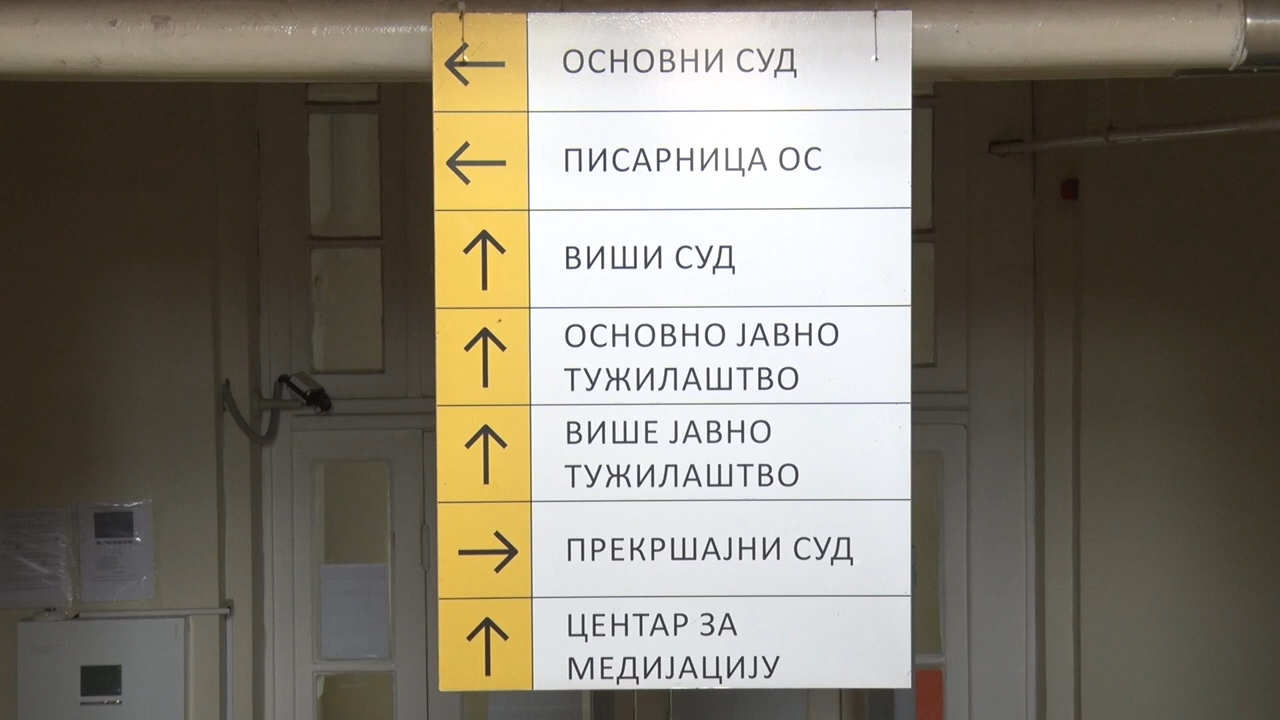 ОСНОВНИ СУД
ПИСАРНИЦА ОС
ВИШИ СУД
ОСНОВНО ЈАВНО
ТУЖИЛАШТВО
ВИШЕ ЈАВНО
ТУЖИЛАШТВО
ПРЕКРШАЈНИ СУД
ЦЕНТАР ЗА
МЕДИЈАЦИЈУ